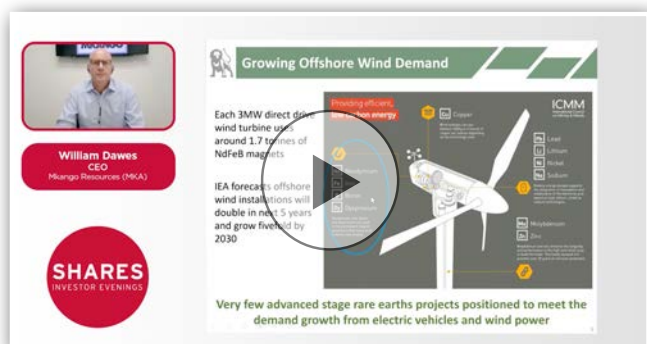 William Dawes
CEO
Mkango Resources (MKA)
SHARES
INVESTOR EVENINGS
Growing Offshore Wind Demand
Each 3MW direct drive
wind turbine uses
around 1.7 tonnes of
NdFeB magnets
IEA forecasts offshore
wind installations will
double in next 5 years
and grow fivefold by
2030
Providing efficient,
low carbon energy
Cu Copper
ICMM
Lead
Lithium
Nickel
Sodium
Molybdenum
Zinc
Very few advanced stage rare earths projects positioned to meet the
demand growth from electric vehicles and wind power